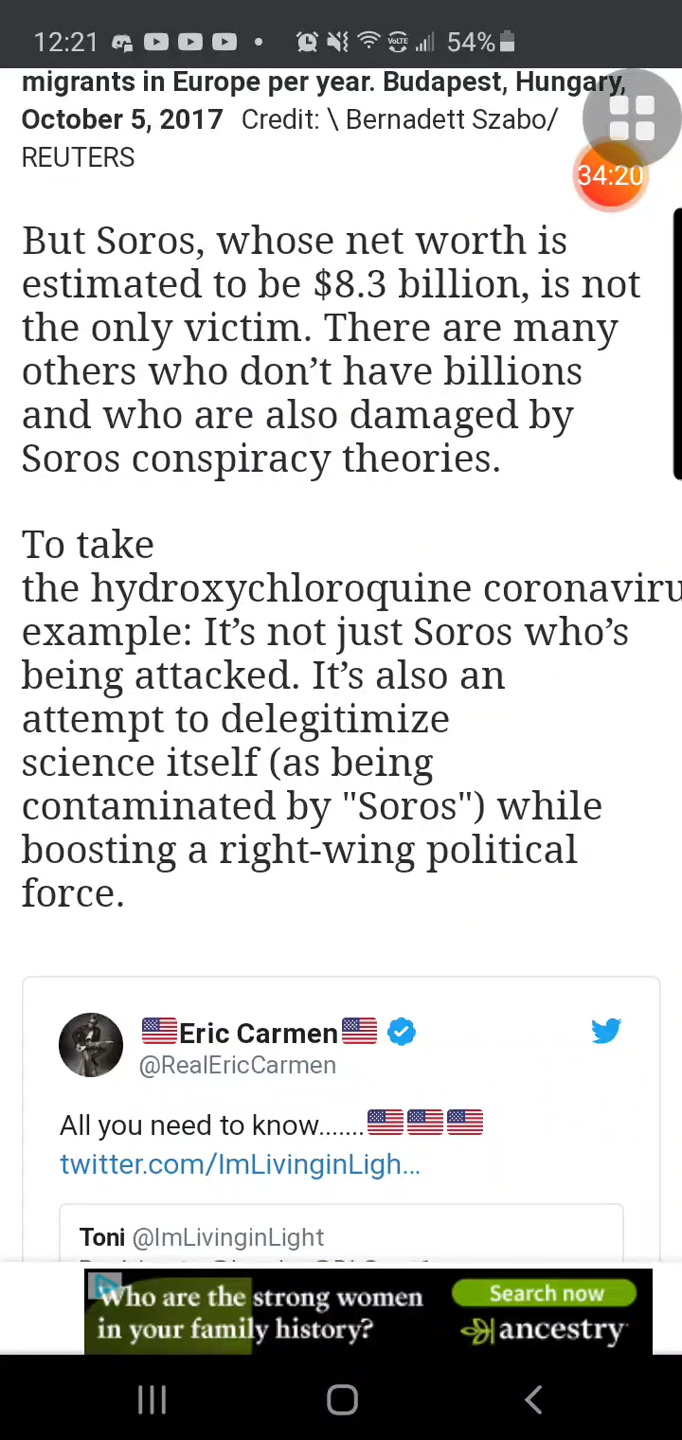 12:21
54%
migrants in Europe per year. Budapest, Hungary,
October 5, 2017 Credit: \ Bernadett Szabo/
REUTERS
34:20
But Soros, whose net worth is
estimated to be $8.3 billion, is not
the only victim. There are many
others who don’t have billions
and who are also damaged by
Soros conspiracy theories.
To take
the hydroxychloroquine coronaviru
example: It’s not just Soros who’s
being attacked. It’s also an
attempt to delegitimize
science itself (as being
contaminated by "Soros") while
boosting a right-wing political
force.
Eric Carmen
@RealEricCarmen
All you need to know.......
twitter.com/ImLivinginLigh...
Toni @ImLivinginLight
Who are the strong women
in your family history?
Search now
ancestry